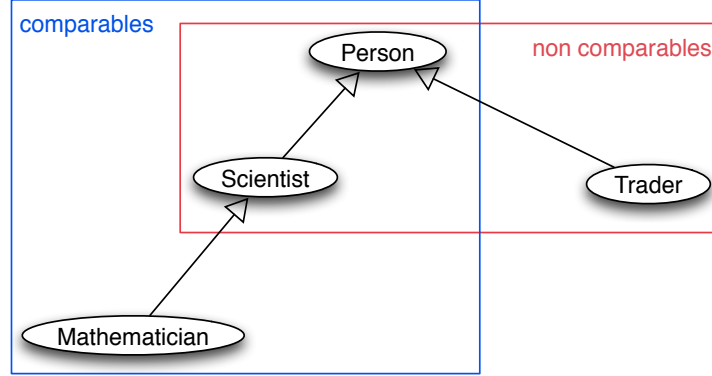 comparables
Person
non comparables
Scientist
Trader
Mathematician